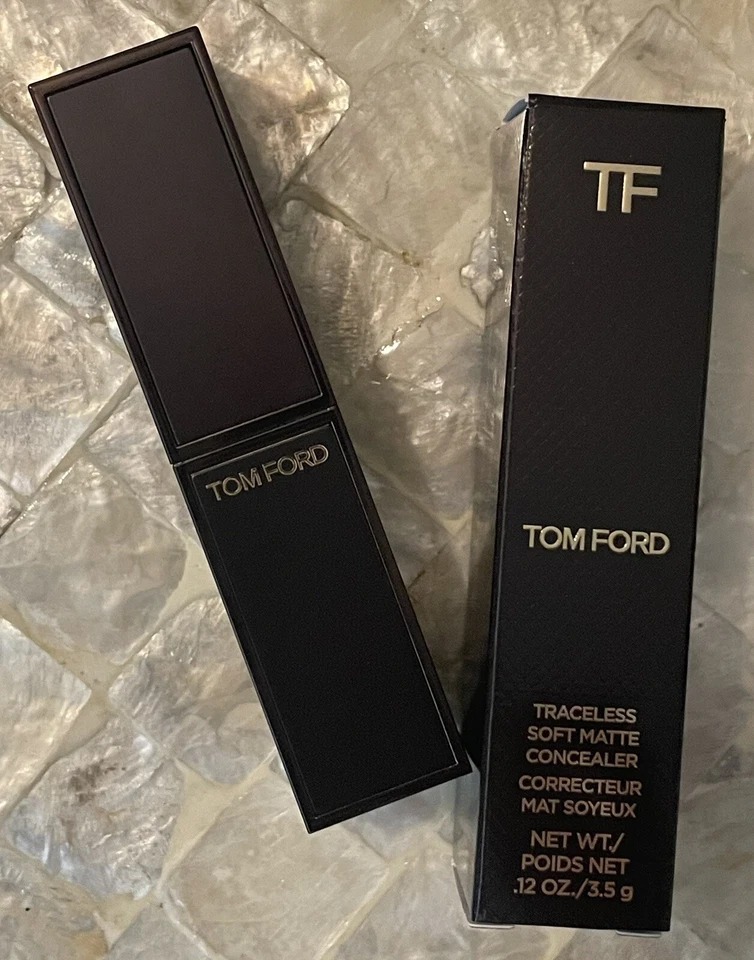 TOM FORD
TF
TOM FORD
TRACELESS
SOFT MATTE
CONCEALER
CORRECTEUR
MAT SOYEUX
NET WT./
POIDS NET
.12 OZ./3.5 g